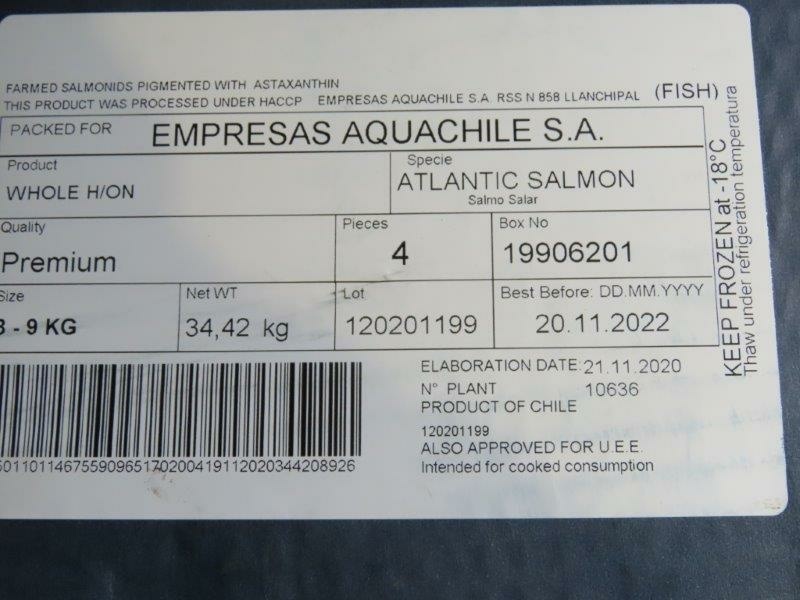 FARMED SALMONIDS PIGMENTED WITH ASTAXANTHIN
THIS PRODUCT WAS PROCESSED UNDER HACCP EMPRESAS AQUACHILE S.A. RSS N 858 LLANCHIPAL (FISH)
PACKED FOR EMPRESAS AQUACHILE S.A.
Product
WHOLE H/ON
Specie
ATLANTIC SALMON
Salmo Salar
Quality
Premium
Pieces
4
Box No
19906201
Size
- 9 KG
Net WT
34,42 kg
Lot
120201199
Best Before: DD.MM.YYYY
20.11.2022
KEEP FROZEN at -18°C
Thaw under refrigeration temperatura
ELABORATION DATE: 21.11.2020
N° PLANT 10636
PRODUCT OF CHILE
120201199
ALSO APPROVED FOR U.E.E.
Intended for cooked consumption